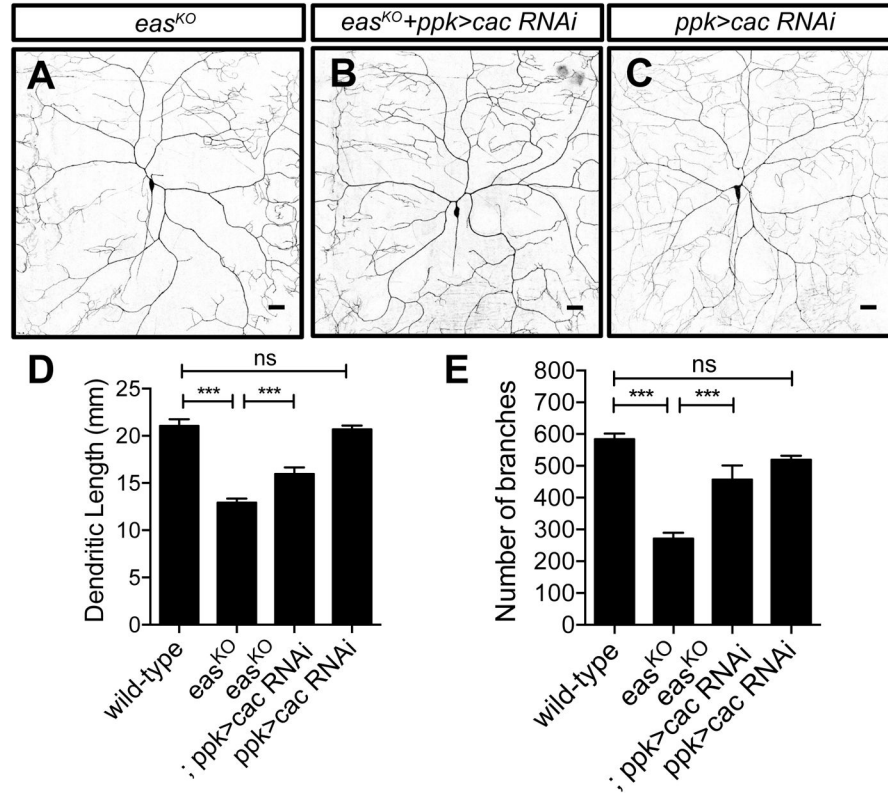 eas^KO eas^KO+ppk>cac RNAi ppk>cac RNAi
A B C
D
ns
*** ***
Dendritic Length (mm)
25
20
15
10
5
0
wild-type
eas^KO
eas^KO
; ppk>cac RNAi
ppk>cac RNAi
E
ns
*** ***
Number of branches
800
700
600
500
400
300
200
100
0
wild-type
eas^KO
eas^KO
; ppk>cac RNAi
ppk>cac RNAi